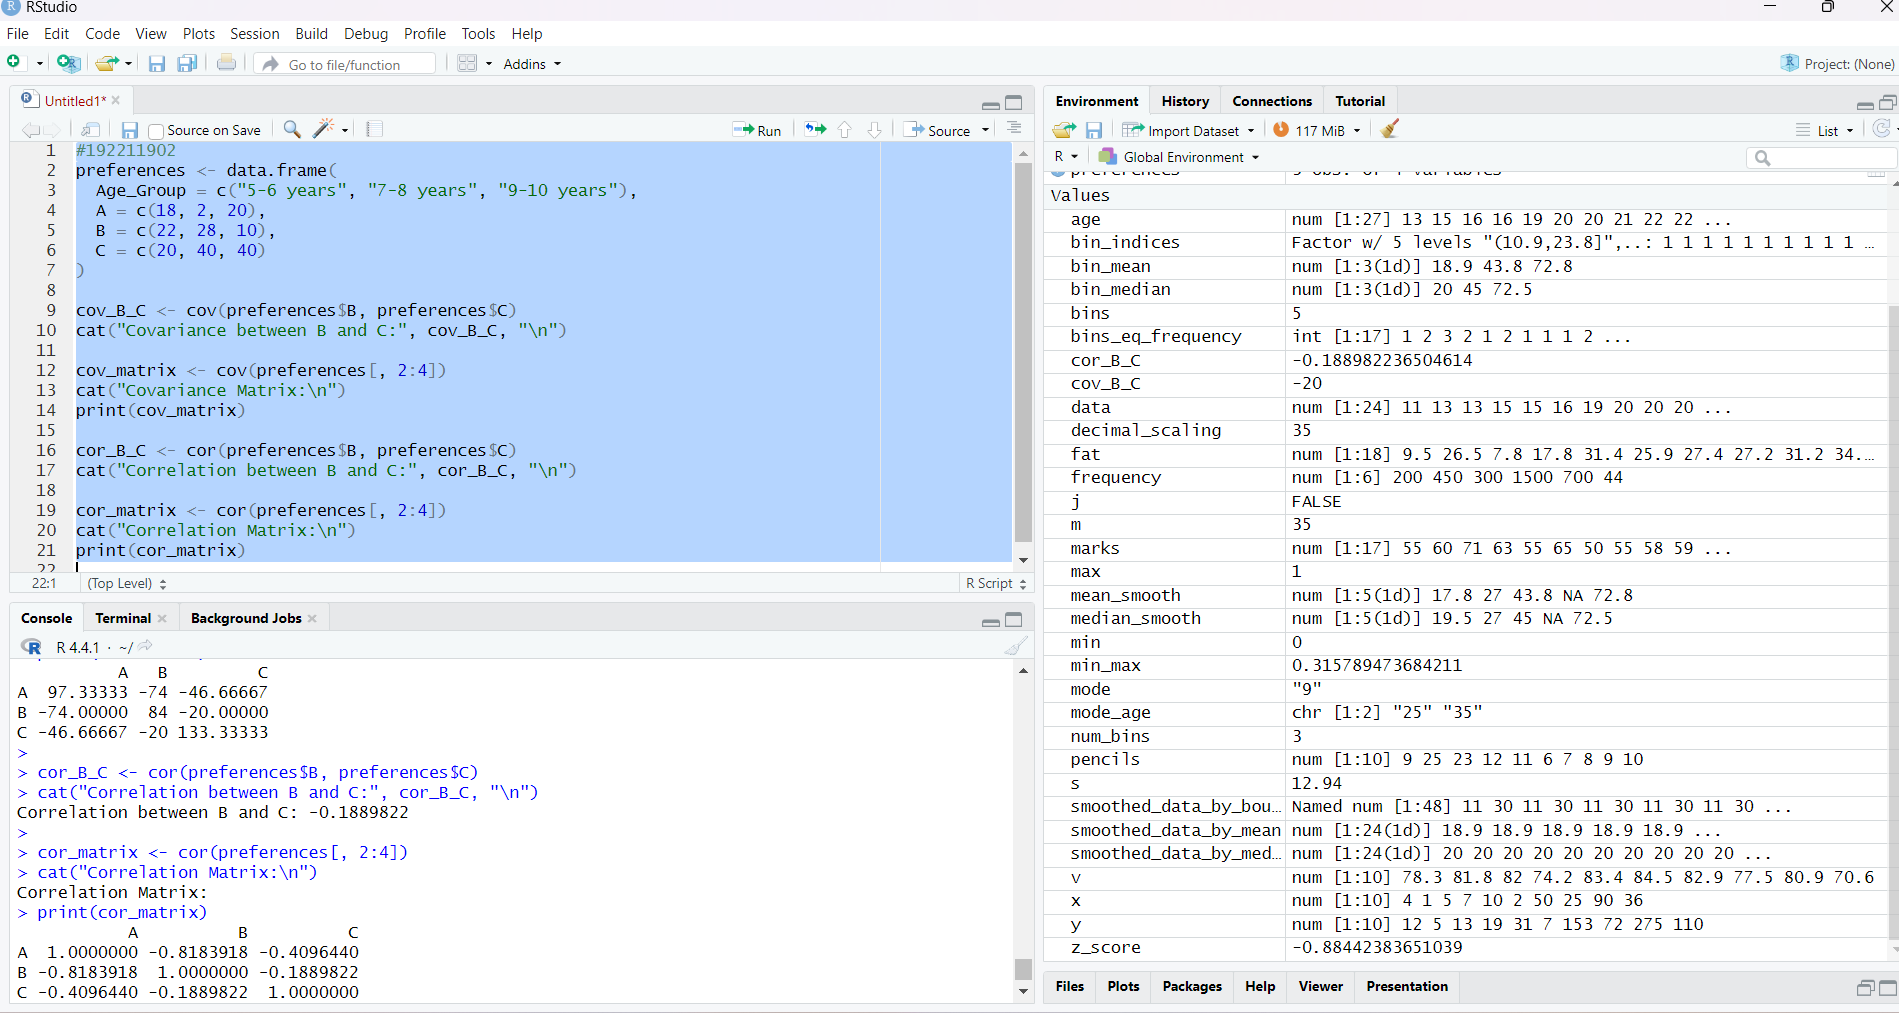 RStudio
File Edit Code View Plots Session Build Debug Profile Tools Help
Go to file/function Addins Project: (None)
Untitled1*
Source on Save Run Source
1 #192211902
2 preferences <- data.frame(
3 Age_Group = c("5-6 years", "7-8 years", "9-10 years"),
4 A = c(18, 2, 20),
5 B = c(22, 28, 10),
6 C = c(20, 40, 40)
7 )
8
9 cov_B_C <- cov(preferences$B, preferences$C)
10 cat("Covariance between B and C:", cov_B_C, "\n")
11
12 cov_matrix <- cov(preferences[, 2:4])
13 cat("Covariance Matrix:\n")
14 print(cov_matrix)
15
16 cor_B_C <- cor(preferences$B, preferences$C)
17 cat("Correlation between B and C:", cor_B_C, "\n")
18
19 cor_matrix <- cor(preferences[, 2:4])
20 cat("Correlation Matrix:\n")
21 print(cor_matrix)
22
22:1 (Top Level) R Script
Console Terminal Background Jobs
R 4.4.1 · ~/
A B C
A 97.33333 -74 -46.66667
B -74.00000 84 -20.00000
C -46.66667 -20 133.33333
>
> cor_B_C <- cor(preferences$B, preferences$C)
> cat("Correlation between B and C:", cor_B_C, "\n")
Correlation between B and C: -0.1889822
>
> cor_matrix <- cor(preferences[, 2:4])
> cat("Correlation Matrix:\n")
Correlation Matrix:
> print(cor_matrix)
A B C
A 1.0000000 -0.8183918 -0.4096440
B -0.8183918 1.0000000 -0.1889822
C -0.4096440 -0.1889822 1.0000000
Environment History Connections Tutorial
Import Dataset 117 MiB List
R Global Environment
Values
age num [1:27] 13 15 16 16 19 20 20 21 22 22 ...
bin_indices Factor w/ 5 levels "(10.9,23.8]",..: 1 1 1 1 1 1 1 1 1 1 …
bin_mean num [1:3(1d)] 18.9 43.8 72.8
bin_median num [1:3(1d)] 20 45 72.5
bins 5
bins_eq_frequency int [1:17] 1 2 3 2 1 2 1 1 1 2 ...
cor_B_C -0.188982236504614
cov_B_C -20
data num [1:24] 11 13 13 15 15 16 19 20 20 20 ...
decimal_scaling 35
fat num [1:18] 9.5 26.5 7.8 17.8 31.4 25.9 27.4 27.2 31.2 34.…
frequency num [1:6] 200 450 300 1500 700 44
j FALSE
m 35
marks num [1:17] 55 60 71 63 55 65 50 55 58 59 ...
max 1
mean_smooth num [1:5(1d)] 17.8 27 43.8 NA 72.8
median_smooth num [1:5(1d)] 19.5 27 45 NA 72.5
min 0
min_max 0.315789473684211
mode "9"
mode_age chr [1:2] "25" "35"
num_bins 3
pencils num [1:10] 9 25 23 12 11 6 7 8 9 10
s 12.94
smoothed_data_by_bou… Named num [1:48] 11 30 11 30 11 30 11 30 11 30 ...
smoothed_data_by_mean num [1:24(1d)] 18.9 18.9 18.9 18.9 18.9 ...
smoothed_data_by_med… num [1:24(1d)] 20 20 20 20 20 20 20 20 20 20 ...
v num [1:10] 78.3 81.8 82 74.2 83.4 84.5 82.9 77.5 80.9 70.6
x num [1:10] 4 1 5 7 10 2 50 25 90 36
y num [1:10] 12 5 13 19 31 7 153 72 275 110
z_score -0.88442383651039
Files Plots Packages Help Viewer Presentation